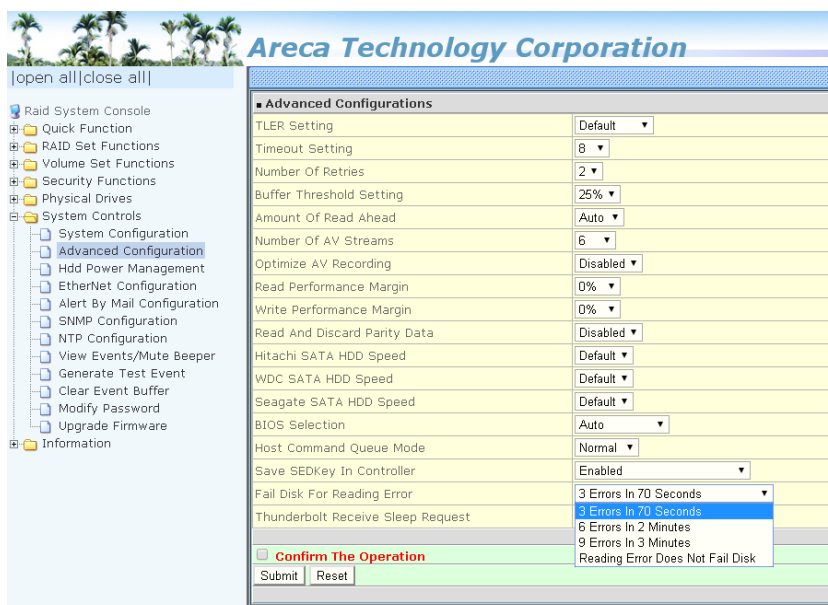 Areca Technology Corporation
|open all|close all|
Raid System Console
Quick Function
RAID Set Functions
Volume Set Functions
Security Functions
Physical Drives
System Controls
System Configuration
Advanced Configuration
Hdd Power Management
EtherNet Configuration
Alert By Mail Configuration
SNMP Configuration
NTP Configuration
View Events/Mute Beeper
Generate Test Event
Clear Event Buffer
Modify Password
Upgrade Firmware
Information
Advanced Configurations
TLER Setting Default
Timeout Setting 8
Number Of Retries 2
Buffer Threshold Setting 25%
Amount Of Read Ahead Auto
Number Of AV Streams 6
Optimize AV Recording Disabled
Read Performance Margin 0%
Write Performance Margin 0%
Read And Discard Parity Data Disabled
Hitachi SATA HDD Speed Default
WDC SATA HDD Speed Default
Seagate SATA HDD Speed Default
BIOS Selection Auto
Host Command Queue Mode Normal
Save SEDKey In Controller Enabled
Fail Disk For Reading Error 3 Errors In 70 Seconds
Thunderbolt Receive Sleep Request
3 Errors In 70 Seconds
6 Errors In 2 Minutes
9 Errors In 3 Minutes
Reading Error Does Not Fail Disk
Confirm The Operation
Submit Reset